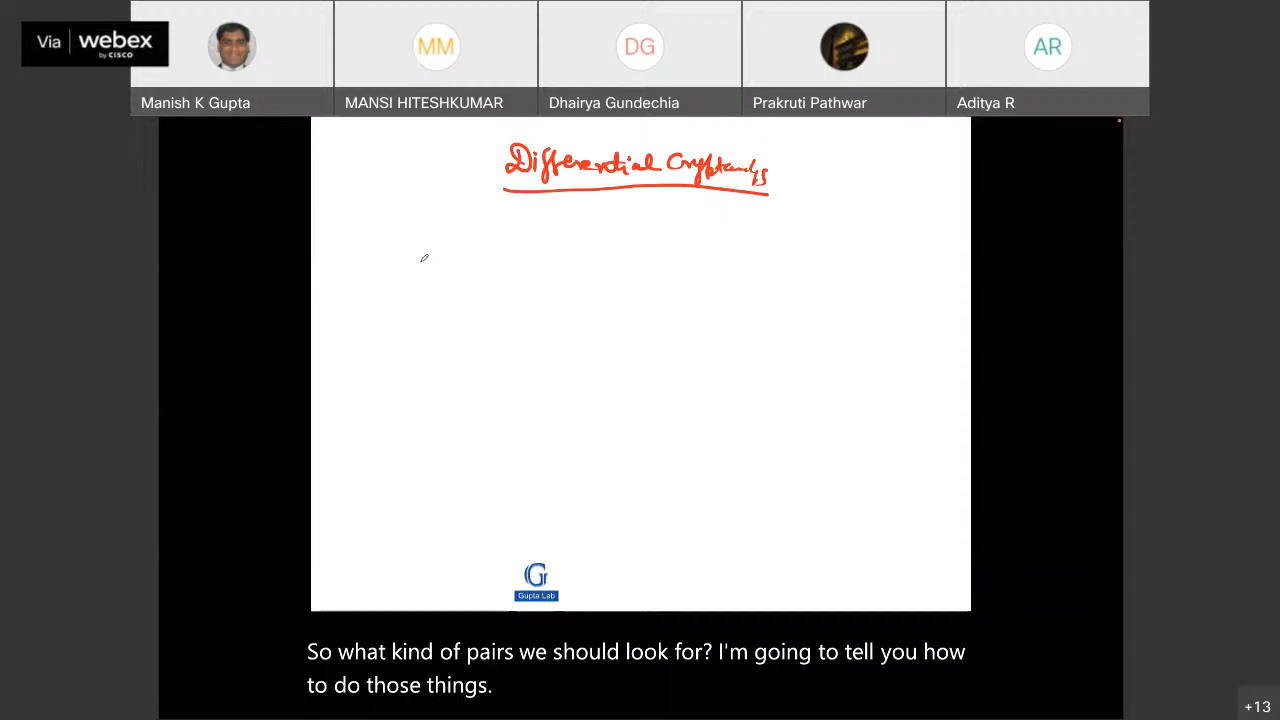 Via webex
by CISCO
MM
DG
AR
Manish K Gupta
MANSI HITESHKUMAR
Dhairya Gundechia
Prakruti Pathwar
Aditya R
Differential Cryptanalys
G
Gupta Lab
So what kind of pairs we should look for? I'm going to tell you how
to do those things.
+13